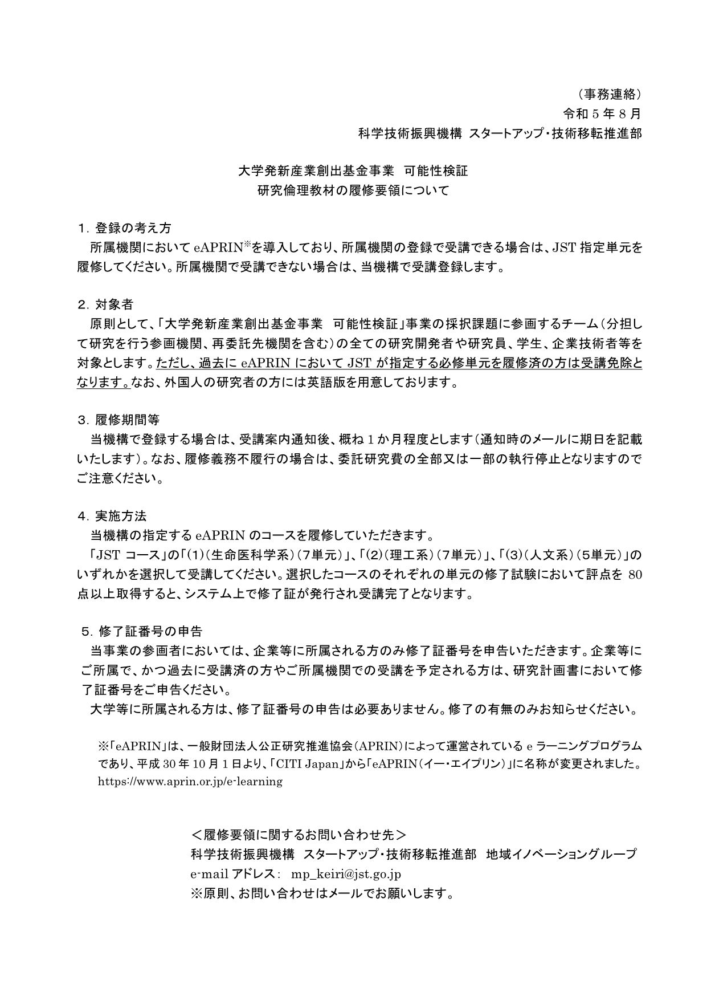 （事務連絡）
令和 5 年 8 月
科学技術振興機構 スタートアップ・技術移転推進部
大学発新産業創出基金事業 可能性検証
研究倫理教材の履修要領について
１. 登録の考え方
所属機関において eAPRIN※を導入しており、所属機関の登録で受講できる場合は、JST 指定単元を
履修してください。所属機関で受講できない場合は、当機構で受講登録します。
２. 対象者
原則として、「大学発新産業創出基金事業 可能性検証」事業の採択課題に参画するチーム（分担し
て研究を行う参画機関、再委託先機関を含む）の全ての研究開発者や研究員、学生、企業技術者等を
対象とします。ただし、過去に eAPRIN において JST が指定する必修単元を履修済の方は受講免除と
なります。なお、外国人の研究者の方には英語版を用意しております。
３. 履修期間等
当機構で登録する場合は、受講案内通知後、概ね 1 か月程度とします（通知時のメールに期日を記載
いたします）。なお、履修義務不履行の場合は、委託研究費の全部又は一部の執行停止となりますので
ご注意ください。
４. 実施方法
当機構の指定する eAPRIN のコースを履修していただきます。
「JST コース」の「（１）（生命医科学系）（７単元）」、「（２）（理工系）（７単元）」、「（３）（人文系）（５単元）」の
いずれかを選択して受講してください。選択したコースのそれぞれの単元の修了試験において評点を 80
点以上取得すると、システム上で修了証が発行され受講完了となります。
５. 修了証番号の申告
当事業の参画者においては、企業等に所属される方のみ修了証番号を申告いただきます。企業等に
ご所属で、かつ過去に受講済の方やご所属機関での受講を予定される方は、研究計画書において修
了証番号をご申告ください。
大学等に所属される方は、修了証番号の申告は必要ありません。修了の有無のみお知らせください。
※「eAPRIN」は、一般財団法人公正研究推進協会（APRIN）によって運営されている e ラーニングプログラム
であり、平成 30 年 10 月 1 日より、「CITI Japan」から「eAPRIN（イー・エイプリン）」に名称が変更されました。
https://www.aprin.or.jp/e-learning
＜履修要領に関するお問い合わせ先＞
科学技術振興機構 スタートアップ・技術移転推進部 地域イノベーショングループ
e-mail アドレス： mp_keiri@jst.go.jp
※原則、お問い合わせはメールでお願いします。